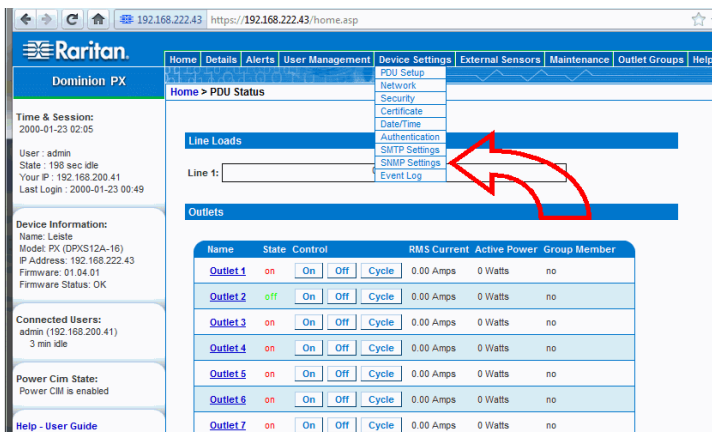 192.168.222.43 https://192.168.222.43/home.asp
Raritan.
Dominion PX
Home Details Alerts User Management Device Settings External Sensors Maintenance Outlet Groups Help
PDU Setup
Network
Security
Certificate
Date/Time
Authentication
SMTP Settings
SNMP Settings
Event Log
Home > PDU Status
Time & Session:
2000-01-23 02:05
User : admin
State : 198 sec idle
Your IP : 192.168.200.41
Last Login : 2000-01-23 00:49
Device Information:
Name: Leiste
Model: PX (DPXS12A-16)
IP Address: 192.168.222.43
Firmware: 01.04.01
Firmware Status: OK
Connected Users:
admin (192.168.200.41)
3 min idle
Power Cim State:
Power CIM is enabled
Help - User Guide
Line Loads
Line 1:
Outlets
Name State Control RMS Current Active Power Group Member
Outlet 1 on On Off Cycle 0.00 Amps 0 Watts no
Outlet 2 off On Off Cycle 0.00 Amps 0 Watts no
Outlet 3 on On Off Cycle 0.00 Amps 0 Watts no
Outlet 4 on On Off Cycle 0.00 Amps 0 Watts no
Outlet 5 on On Off Cycle 0.00 Amps 0 Watts no
Outlet 6 on On Off Cycle 0.00 Amps 0 Watts no
Outlet 7 on On Off Cycle 0.00 Amps 0 Watts no